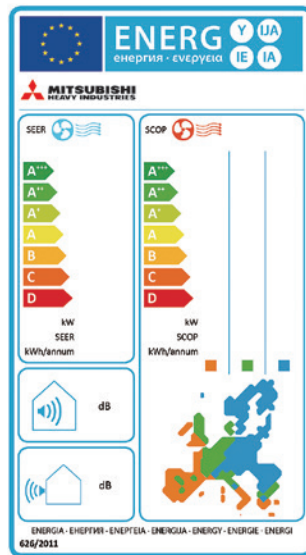 ENERG Y IJA
енергия · ενεργεια IE IA
MITSUBISHI
HEAVY INDUSTRIES
SEER
A+++
A++
A+
A
B
C
D
kW
SEER
kWh/annum
SCOP
A+++
A++
A+
A
B
C
D
kW
SCOP
kWh/annum
dB
dB
ENERGIA · ЕНЕРГИЯ · ΕΝΕΡΓΕΙΑ · ENERGIJA · ENERGY · ENERGIE · ENERGI
626/2011